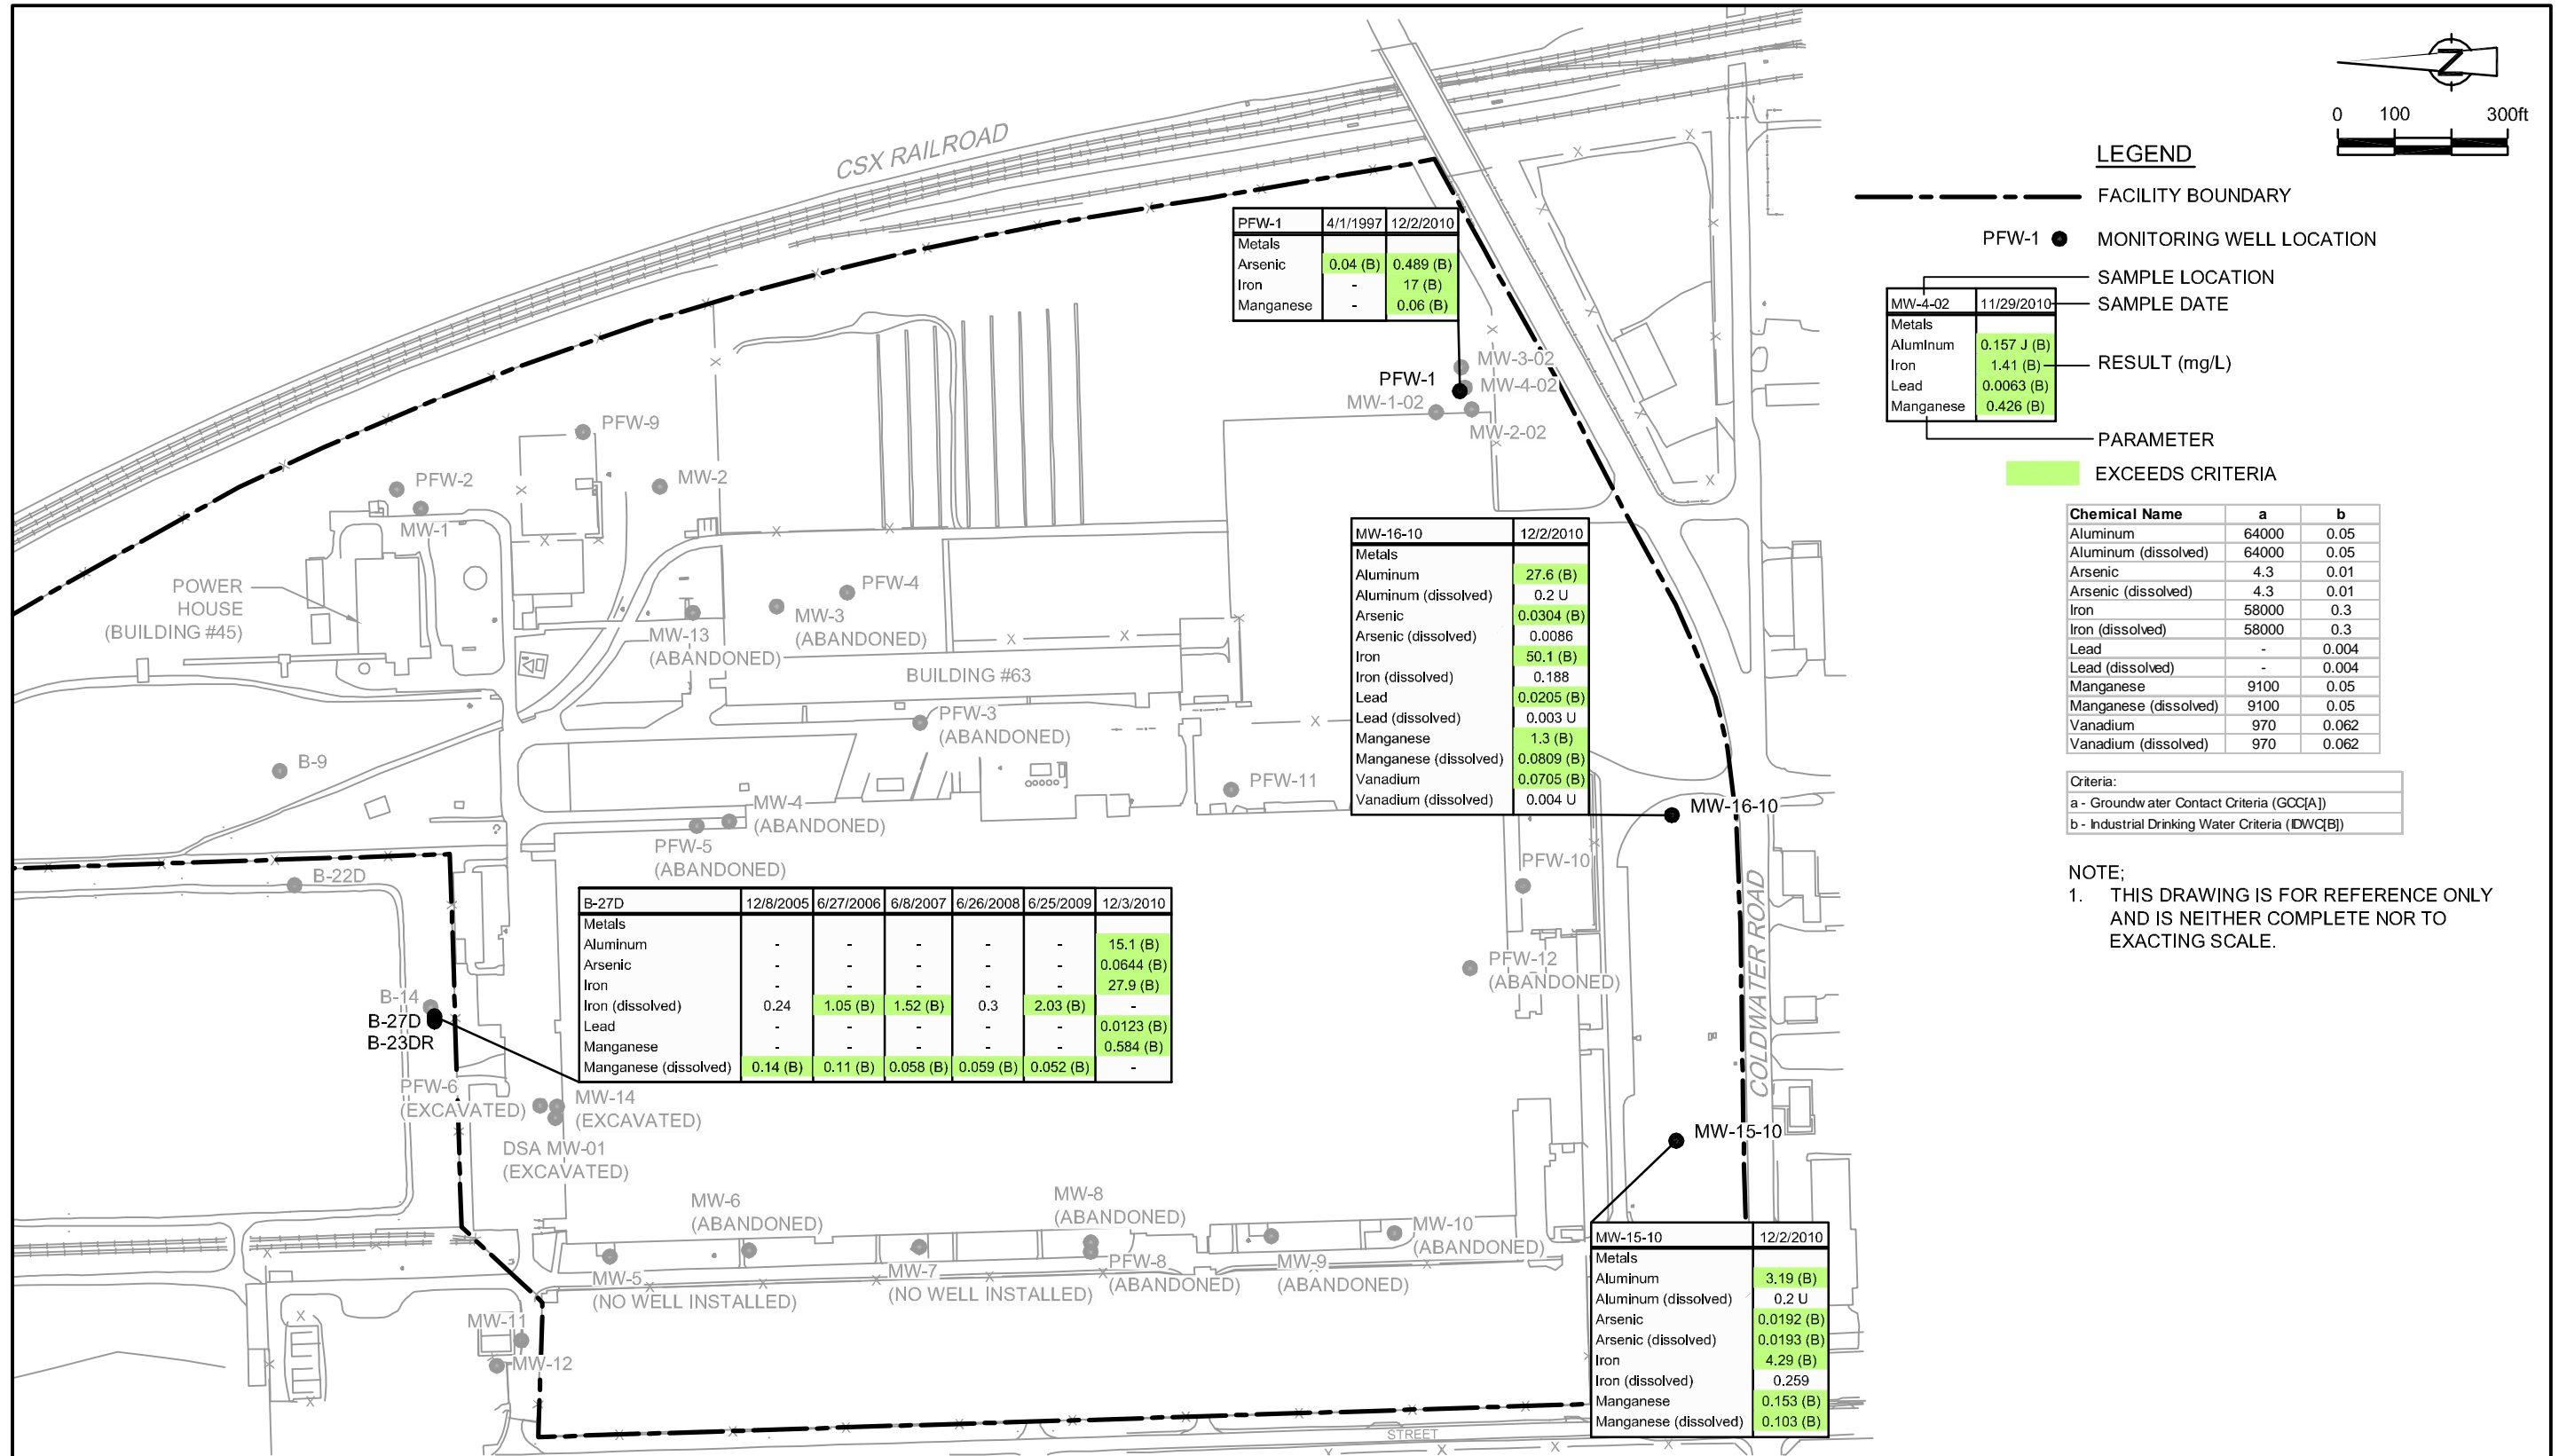 CSX RAILROAD
N
0 100 300ft
LEGEND
FACILITY BOUNDARY
PFW-1 MONITORING WELL LOCATION
SAMPLE LOCATION
SAMPLE DATE
RESULT (mg/L)
PARAMETER
EXCEEDS CRITERIA
MW-4-02 11/29/2010
Metals
Aluminum 0.157 J (B)
Iron 1.41 (B)
Lead 0.0063 (B)
Manganese 0.426 (B)
Chemical Name a b
Aluminum 64000 0.05
Aluminum (dissolved) 64000 0.05
Arsenic 4.3 0.01
Arsenic (dissolved) 4.3 0.01
Iron 58000 0.3
Iron (dissolved) 58000 0.3
Lead - 0.004
Lead (dissolved) - 0.004
Manganese 9100 0.05
Manganese (dissolved) 9100 0.05
Vanadium 970 0.062
Vanadium (dissolved) 970 0.062
Criteria:
a - Groundwater Contact Criteria (GCC[A])
b - Industrial Drinking Water Criteria (IDWC[B])
NOTE;
1. THIS DRAWING IS FOR REFERENCE ONLY
AND IS NEITHER COMPLETE NOR TO
EXACTING SCALE.
PFW-1 4/1/1997 12/2/2010
Metals
Arsenic 0.04 (B) 0.489 (B)
Iron - 17 (B)
Manganese - 0.06 (B)
MW-3-02
PFW-1
MW-4-02
MW-1-02
MW-2-02
PFW-9
PFW-2
MW-2
MW-1
POWER
HOUSE
(BUILDING #45)
PFW-4
MW-3
(ABANDONED)
MW-13
(ABANDONED)
BUILDING #63
PFW-3
(ABANDONED)
B-9
PFW-11
MW-4
(ABANDONED)
PFW-5
(ABANDONED)
B-22D
MW-16-10 12/2/2010
Metals
Aluminum 27.6 (B)
Aluminum (dissolved) 0.2 U
Arsenic 0.0304 (B)
Arsenic (dissolved) 0.0086
Iron 50.1 (B)
Iron (dissolved) 0.188
Lead 0.0205 (B)
Lead (dissolved) 0.003 U
Manganese 1.3 (B)
Manganese (dissolved) 0.0809 (B)
Vanadium 0.0705 (B)
Vanadium (dissolved) 0.004 U
MW-16-10
PFW-10
PFW-12
(ABANDONED)
COLDWATER ROAD
B-27D 12/8/2005 6/27/2006 6/8/2007 6/26/2008 6/25/2009 12/3/2010
Metals
Aluminum - - - - - 15.1 (B)
Arsenic - - - - - 0.0644 (B)
Iron - - - - - 27.9 (B)
Iron (dissolved) 0.24 1.05 (B) 1.52 (B) 0.3 2.03 (B) -
Lead - - - - - 0.0123 (B)
Manganese - - - - - 0.584 (B)
Manganese (dissolved) 0.14 (B) 0.11 (B) 0.058 (B) 0.059 (B) 0.052 (B) -
B-14
B-27D
B-23DR
PFW-6
(EXCAVATED)
MW-14
(EXCAVATED)
DSA MW-01
(EXCAVATED)
MW-15-10
MW-6
(ABANDONED)
MW-8
(ABANDONED)
MW-10
(ABANDONED)
MW-5
(NO WELL INSTALLED)
MW-7
(NO WELL INSTALLED)
PFW-8
(ABANDONED)
MW-9
(ABANDONED)
MW-11
MW-12
MW-15-10 12/2/2010
Metals
Aluminum 3.19 (B)
Aluminum (dissolved) 0.2 U
Arsenic 0.0192 (B)
Arsenic (dissolved) 0.0193 (B)
Iron 4.29 (B)
Iron (dissolved) 0.259
Manganese 0.153 (B)
Manganese (dissolved) 0.103 (B)
STREET